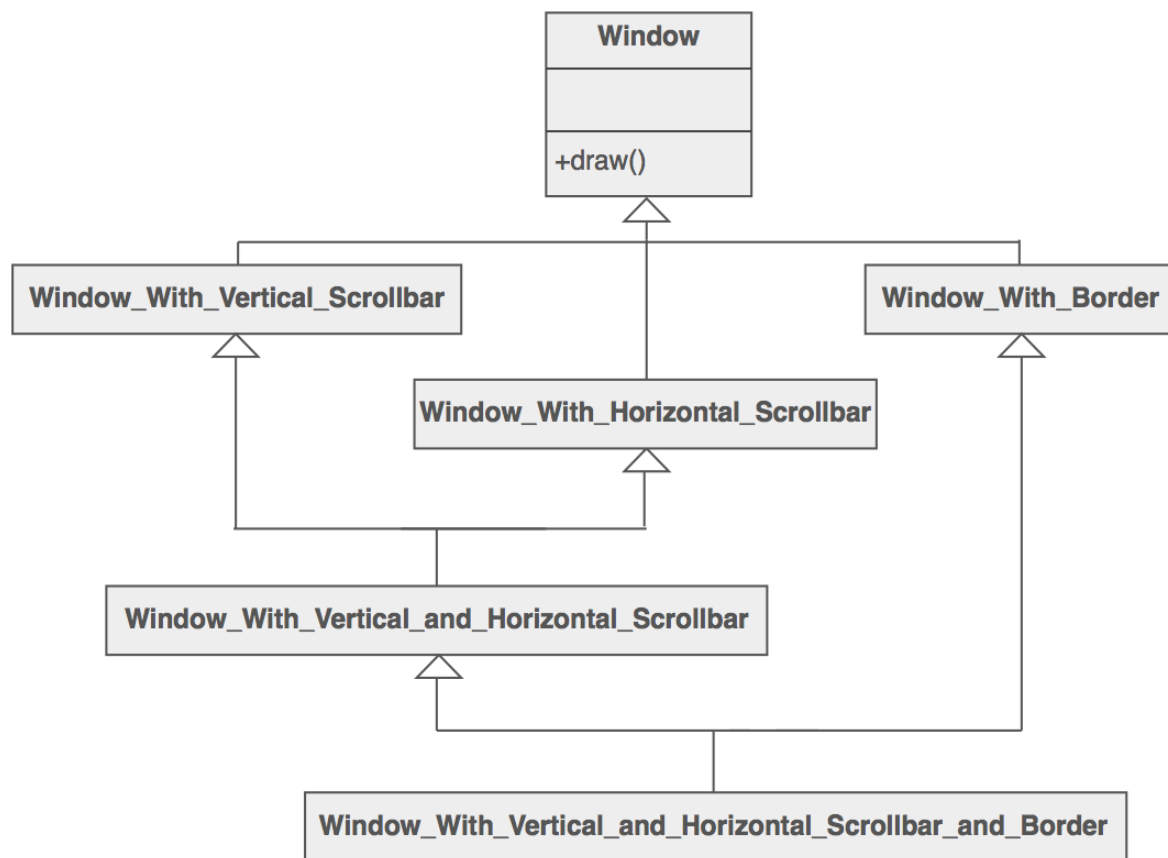 Window
+draw()
Window_With_Vertical_Scrollbar
Window_With_Border
Window_With_Horizontal_Scrollbar
Window_With_Vertical_and_Horizontal_Scrollbar
Window_With_Vertical_and_Horizontal_Scrollbar_and_Border